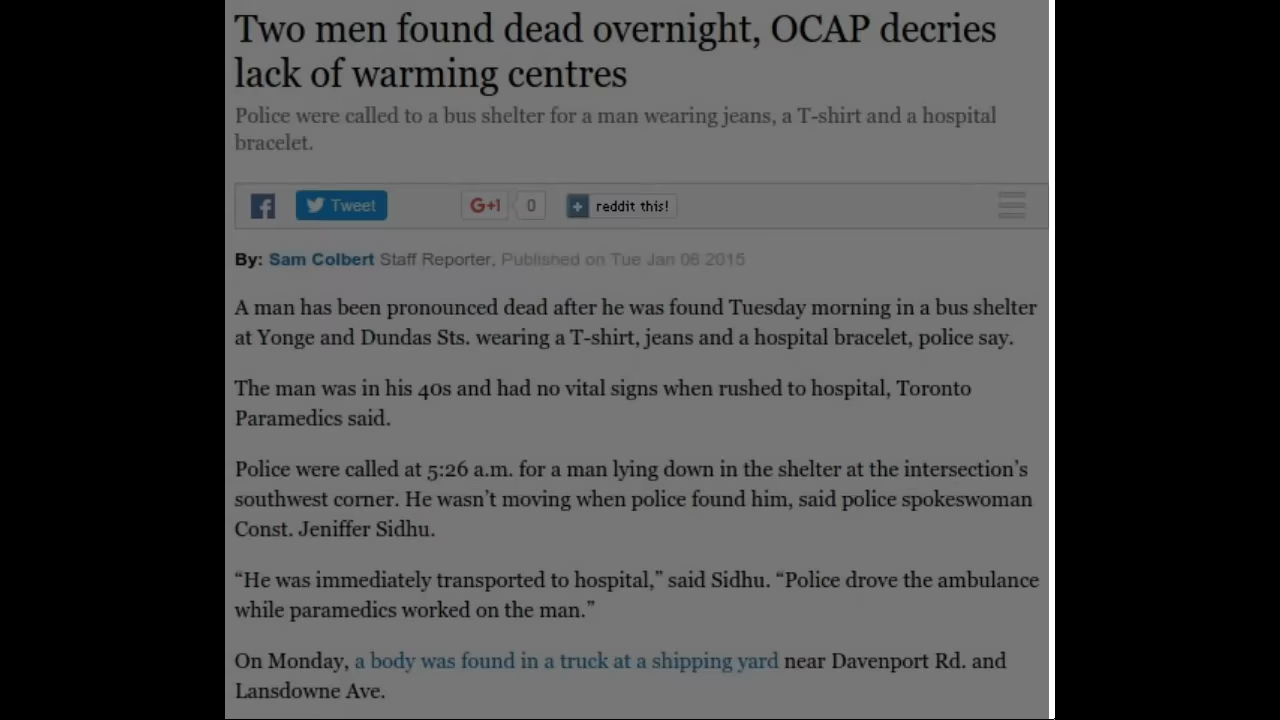 Two men found dead overnight, OCAP decries
lack of warming centres
Police were called to a bus shelter for a man wearing jeans, a T-shirt and a hospital
bracelet.
f Tweet G+1 0 + reddit this!
By: Sam Colbert Staff Reporter, Published on Tue Jan 06 2015
A man has been pronounced dead after he was found Tuesday morning in a bus shelter
at Yonge and Dundas Sts. wearing a T-shirt, jeans and a hospital bracelet, police say.
The man was in his 40s and had no vital signs when rushed to hospital, Toronto
Paramedics said.
Police were called at 5:26 a.m. for a man lying down in the shelter at the intersection’s
southwest corner. He wasn’t moving when police found him, said police spokeswoman
Const. Jeniffer Sidhu.
“He was immediately transported to hospital,” said Sidhu. “Police drove the ambulance
while paramedics worked on the man.”
On Monday, a body was found in a truck at a shipping yard near Davenport Rd. and
Lansdowne Ave.